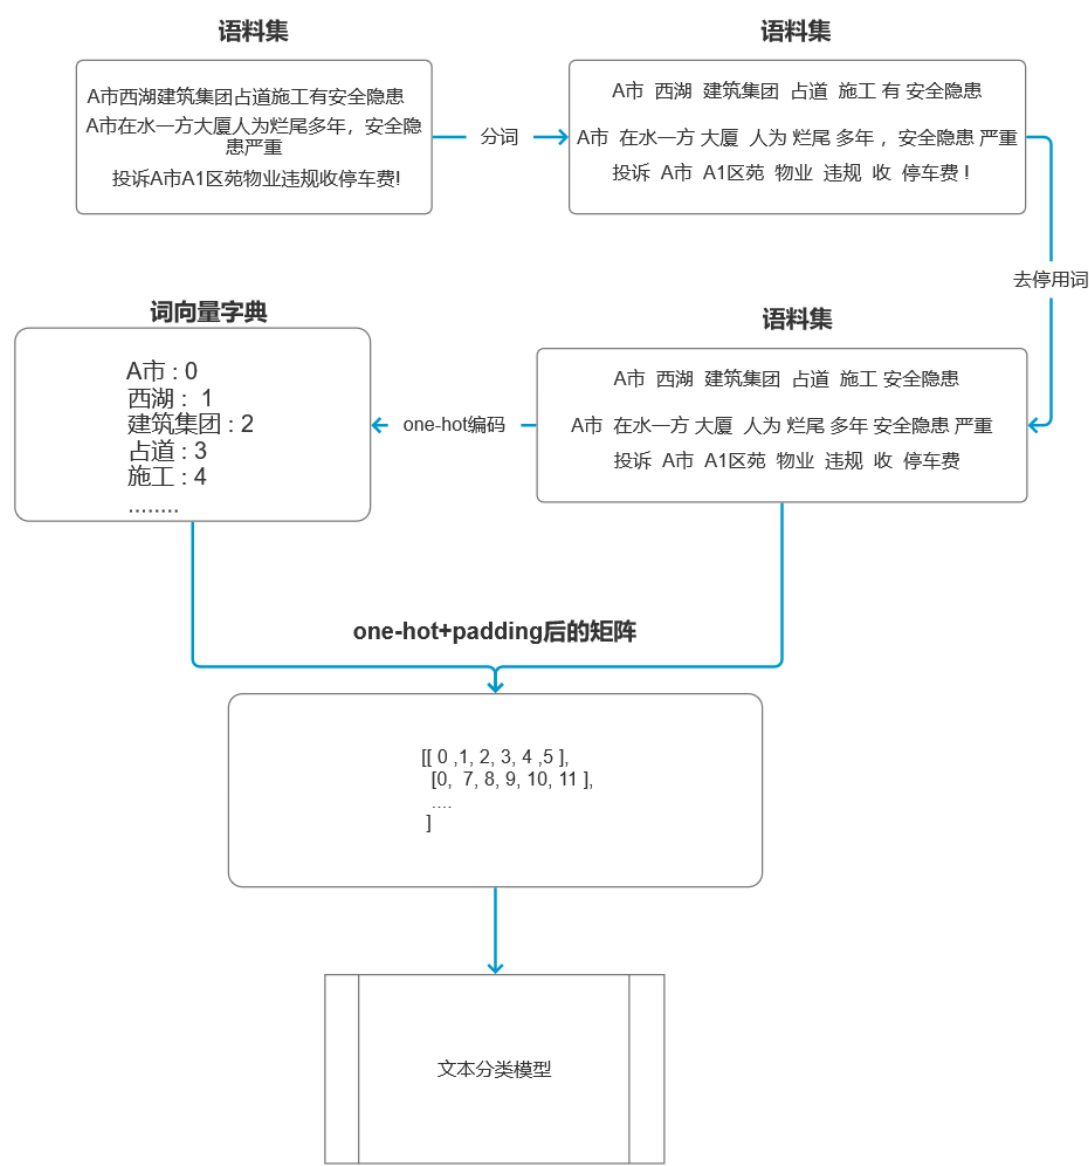 语料集
A市西湖建筑集团占道施工有安全隐患
A市在水一方大厦人为烂尾多年，安全隐
患严重
投诉A市A1区苑物业违规收停车费!
分词
语料集
A市 西湖 建筑集团 占道 施工 有 安全隐患
A市 在水一方 大厦 人为 烂尾 多年 ，安全隐患 严重
投诉 A市 A1区苑 物业 违规 收 停车费 !
去停用词
语料集
A市 西湖 建筑集团 占道 施工 安全隐患
A市 在水一方 大厦 人为 烂尾 多年 安全隐患 严重
投诉 A市 A1区苑 物业 违规 收 停车费
one-hot编码
词向量字典
A市 : 0
西湖 : 1
建筑集团 : 2
占道 : 3
施工 : 4
........
one-hot+padding后的矩阵
[[ 0 ,1, 2, 3, 4 ,5 ],
[0, 7, 8, 9, 10, 11 ],
....
]
文本分类模型